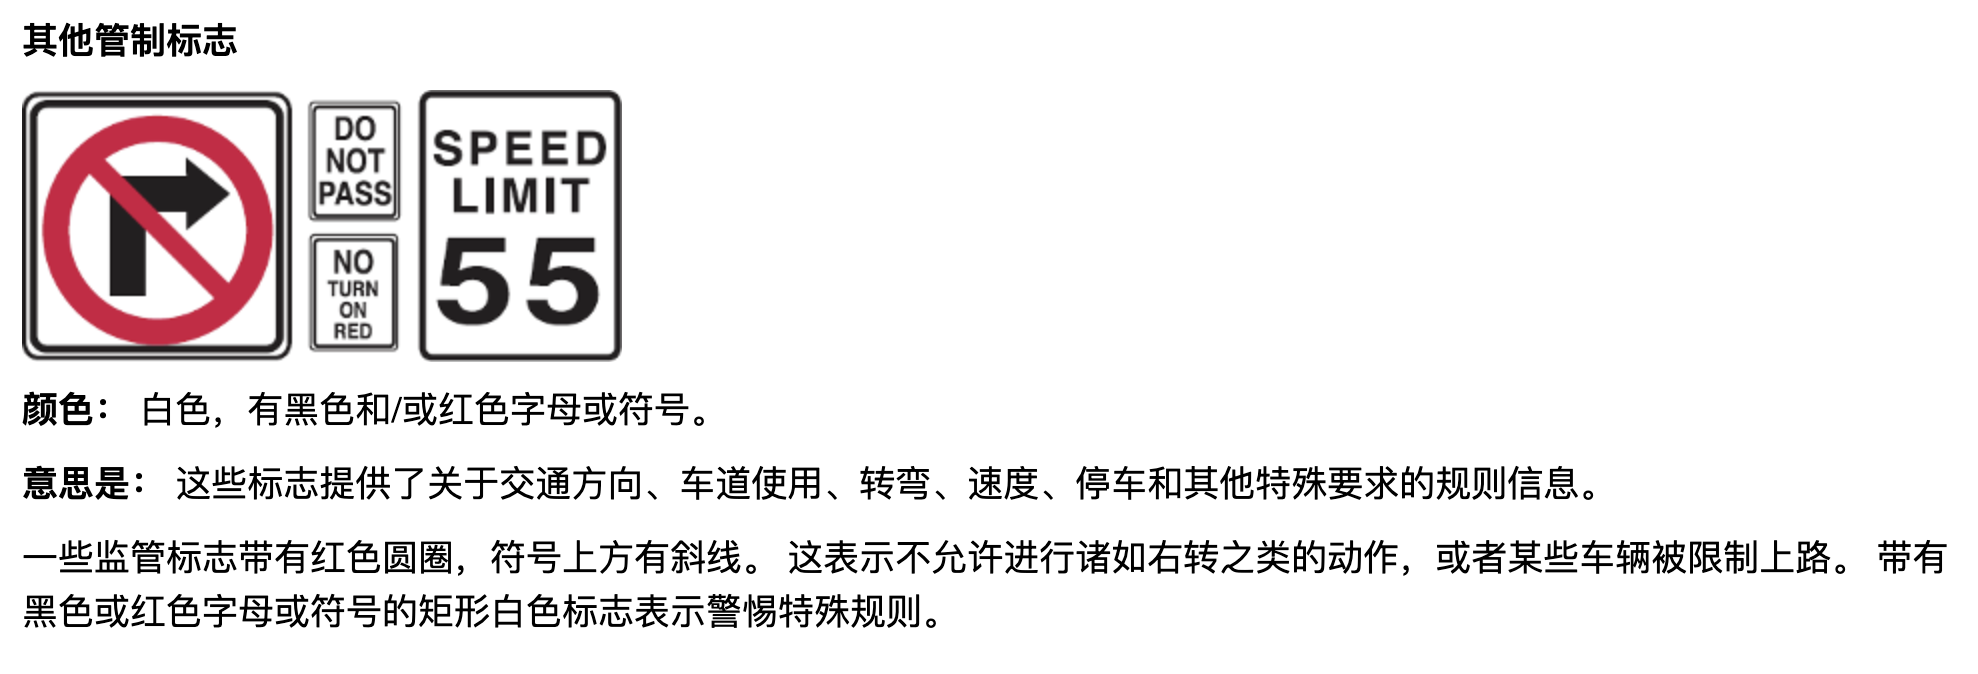 其他管制标志
DO
NOT
PASS
NO
TURN
ON
RED
SPEED
LIMIT
55
颜色： 白色，有黑色和/或红色字母或符号。
意思是： 这些标志提供了关于交通方向、车道使用、转弯、速度、停车和其他特殊要求的规则信息。
一些监管标志带有红色圆圈，符号上方有斜线。 这表示不允许进行诸如右转之类的动作，或者某些车辆被限制上路。 带有
黑色或红色字母或符号的矩形白色标志表示警惕特殊规则。